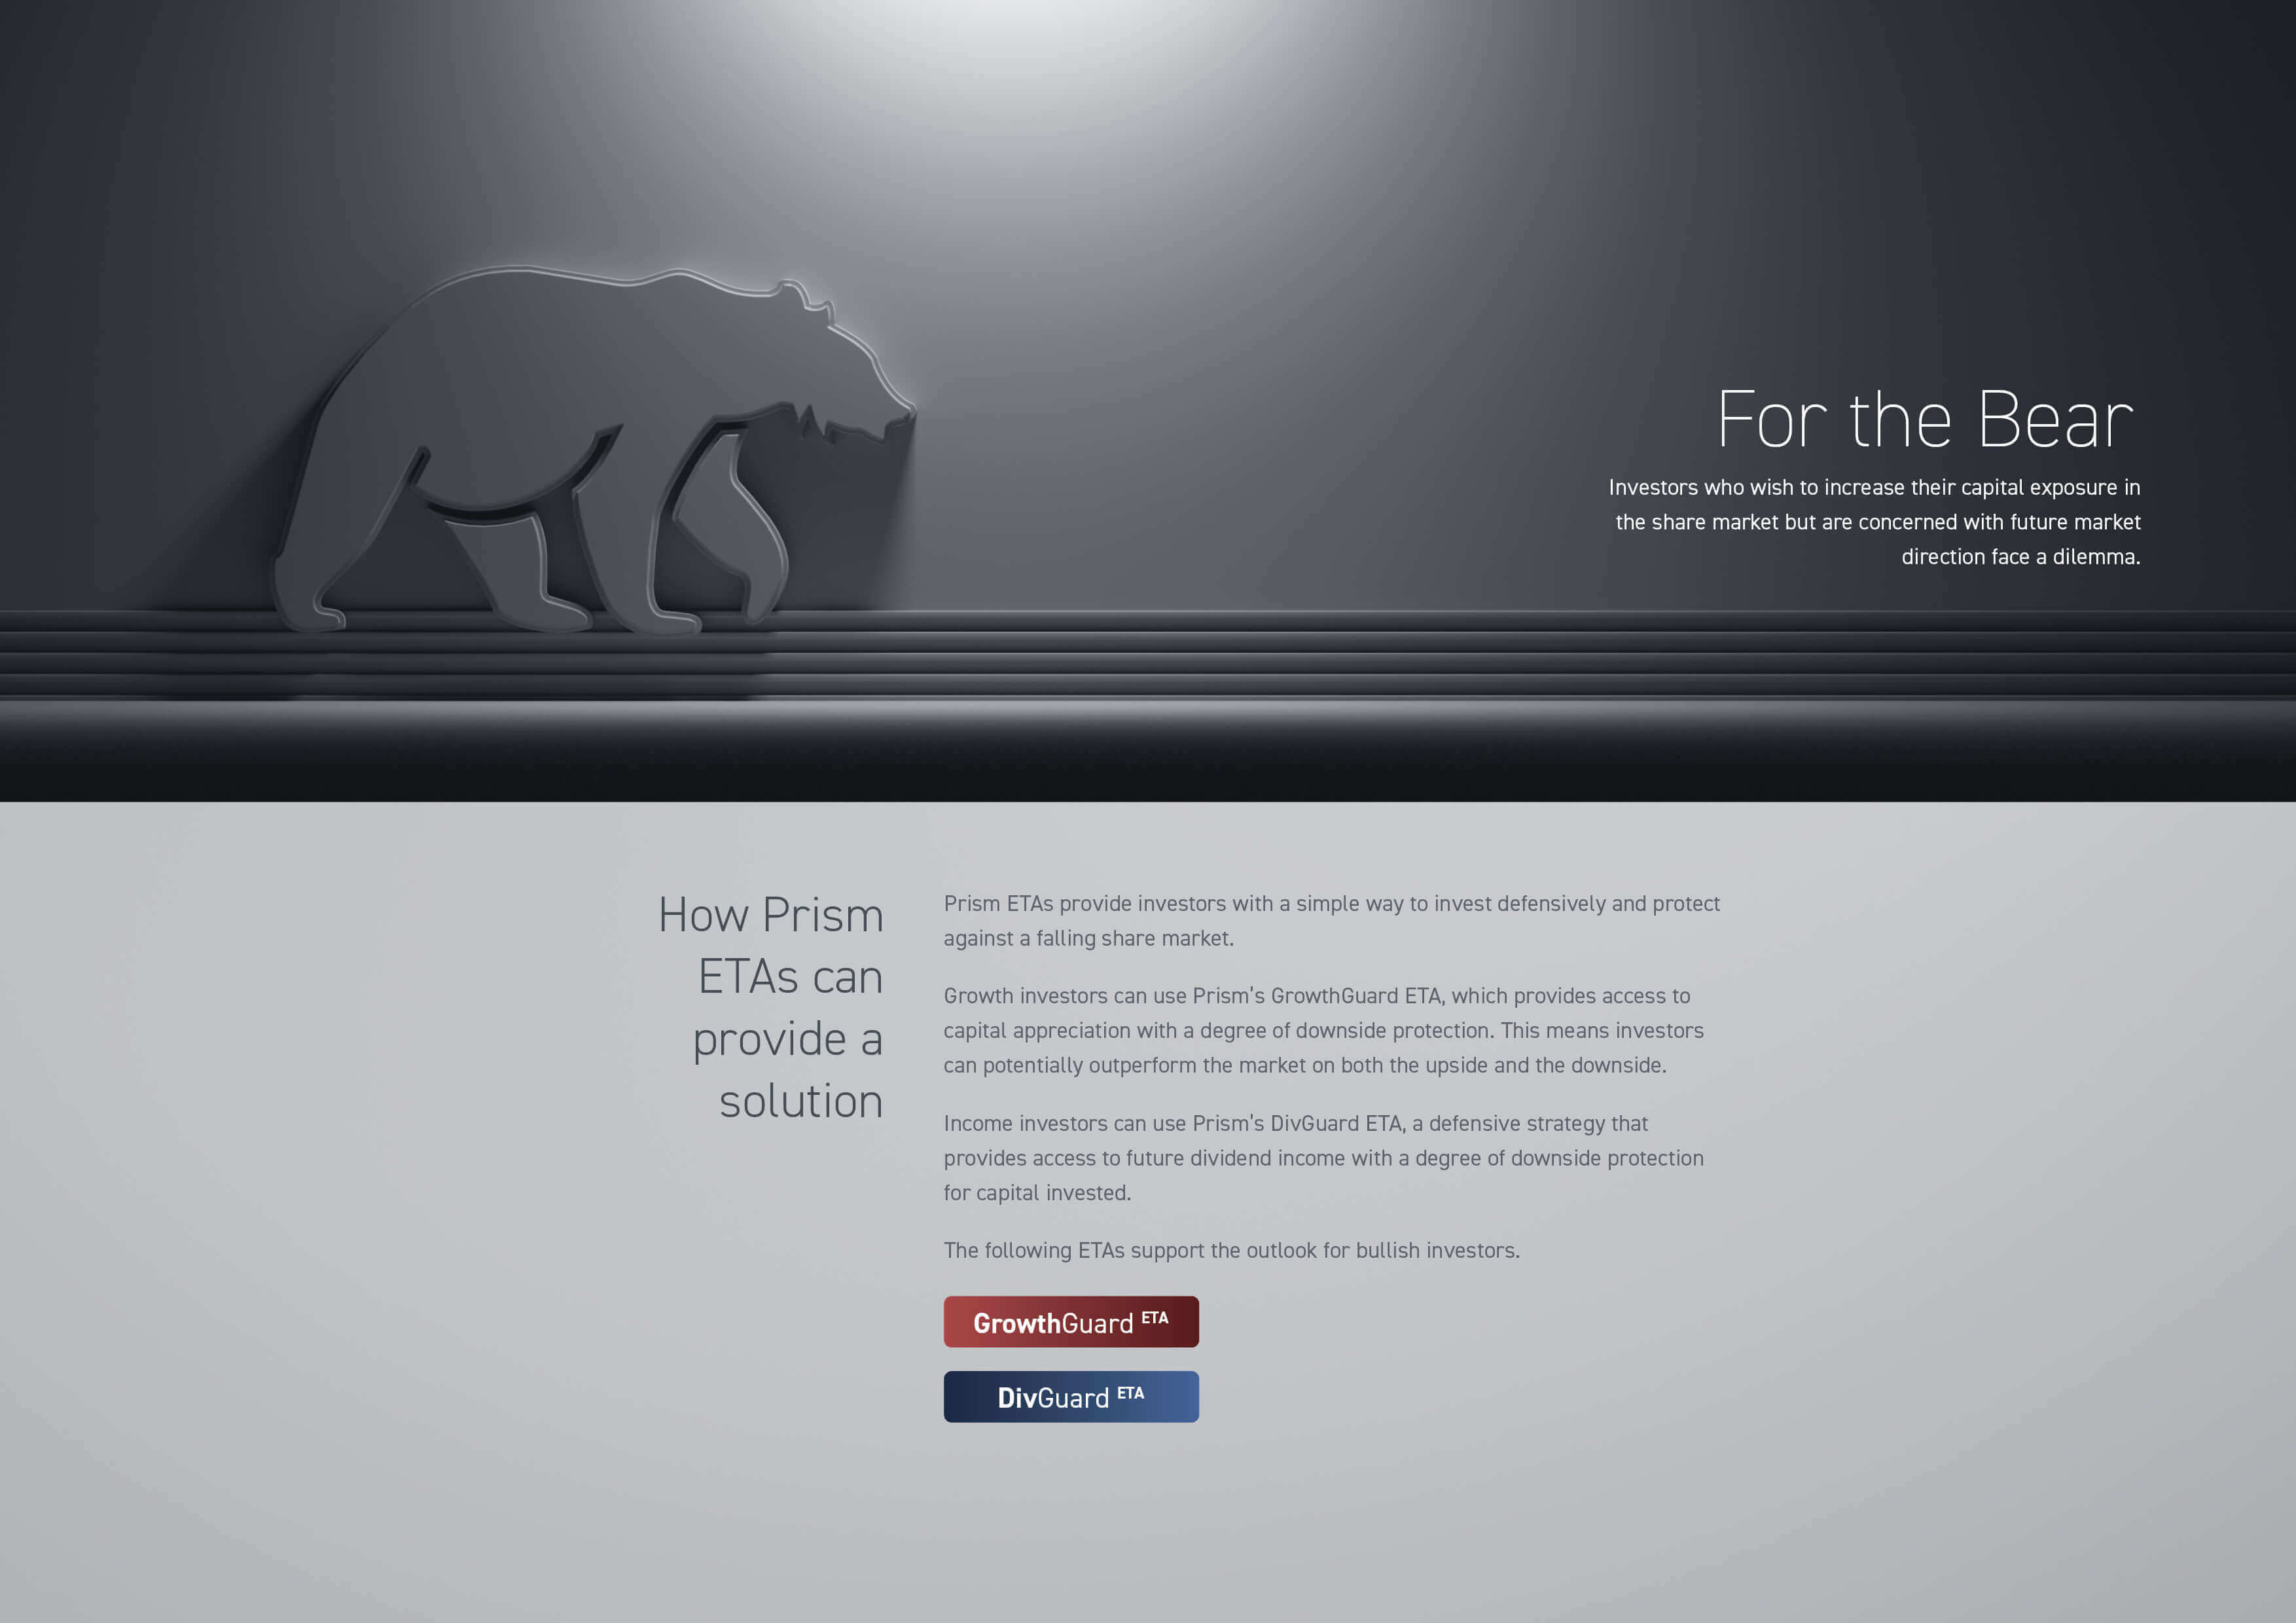 For the Bear
Investors who wish to increase their capital exposure in
the share market but are concerned with future market
direction face a dilemma.
How Prism
ETAs can
provide a
solution
Prism ETAs provide investors with a simple way to invest defensively and protect
against a falling share market.
Growth investors can use Prism's GrowthGuard ETA, which provides access to
capital appreciation with a degree of downside protection. This means investors
can potentially outperform the market on both the upside and the downside.
Income investors can use Prism's DivGuard ETA, a defensive strategy that
provides access to future dividend income with a degree of downside protection
for capital invested.
The following ETAs support the outlook for bullish investors.
GrowthGuard ETA
DivGuard ETA